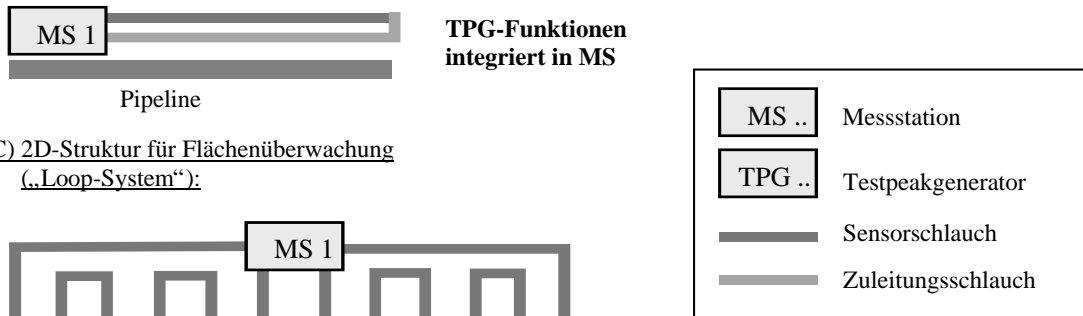 MS 1
TPG-Funktionen
integriert in MS
Pipeline
C) 2D-Struktur für Flächenüberwachung
(„Loop-System“):
MS 1
MS .. Messstation
TPG .. Testpeakgenerator
Sensorschlauch
Zuleitungsschlauch